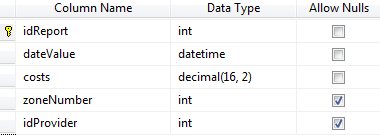 Column Name Data Type Allow Nulls
idReport int
dateValue datetime
costs decimal(16, 2)
zoneNumber int
idProvider int